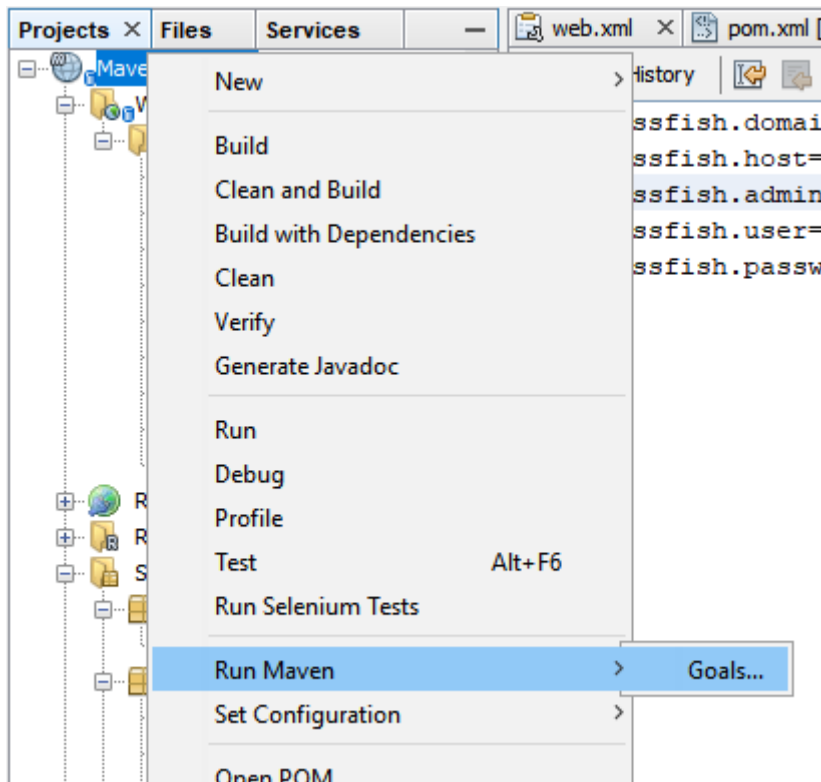 Projects × Files Services
web.xml × pom.xml [
Mave
History
New >
W
ssfish.domai
Build
ssfish.host=
Clean and Build
ssfish.admin
Build with Dependencies
ssfish.user=
Clean
ssfish.passw
Verify
Generate Javadoc
Run
Debug
R
Profile
R
Test Alt+F6
S
Run Selenium Tests
Run Maven > Goals...
Set Configuration >
Open POM